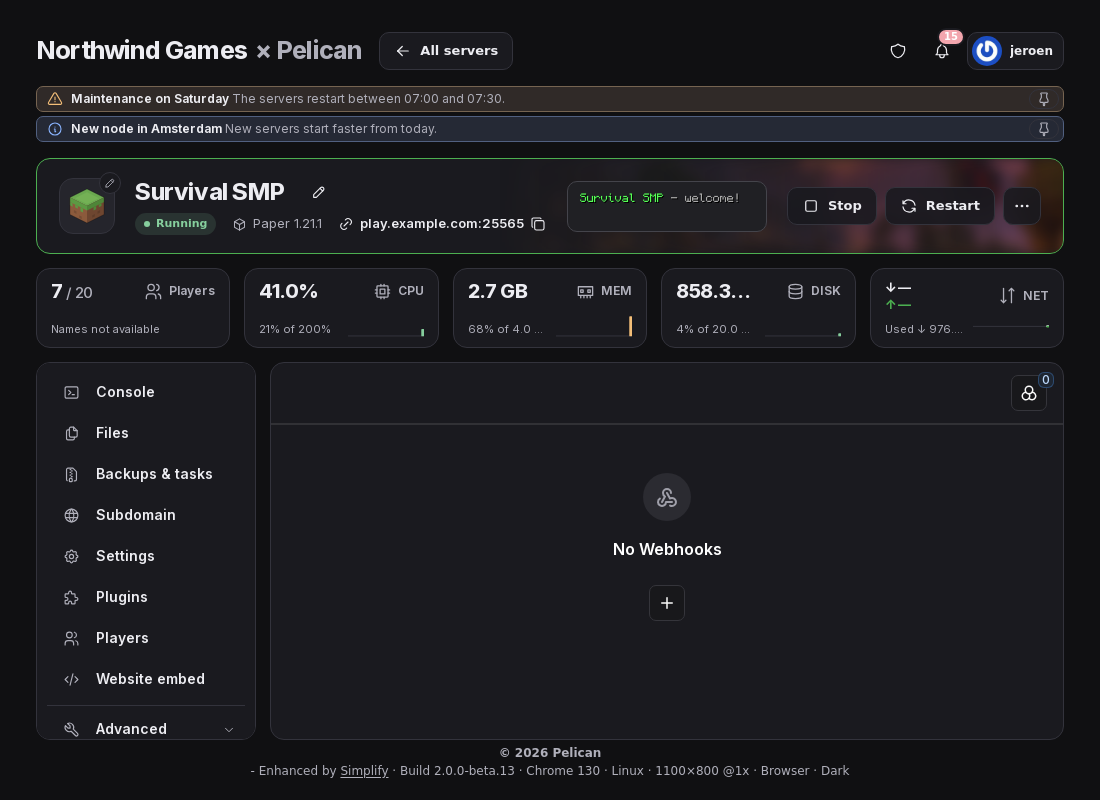 Northwind Games × Pelican
All servers
15
jeroen
Maintenance on Saturday The servers restart between 07:00 and 07:30.
New node in Amsterdam New servers start faster from today.
Survival SMP
Running
Paper 1.21.1
play.example.com:25565
Survival SMP — welcome!
Stop
Restart
7 / 20
Players
Names not available
41.0%
CPU
21% of 200%
2.7 GB
MEM
68% of 4.0 ...
858.3...
DISK
4% of 20.0 ...
↓—
↑—
NET
Used ↓ 976....
Console
Files
Backups & tasks
Subdomain
Settings
Plugins
Players
Website embed
Advanced
0
No Webhooks
© 2026 Pelican
- Enhanced by Simplify · Build 2.0.0-beta.13 · Chrome 130 · Linux · 1100×800 @1x · Browser · Dark